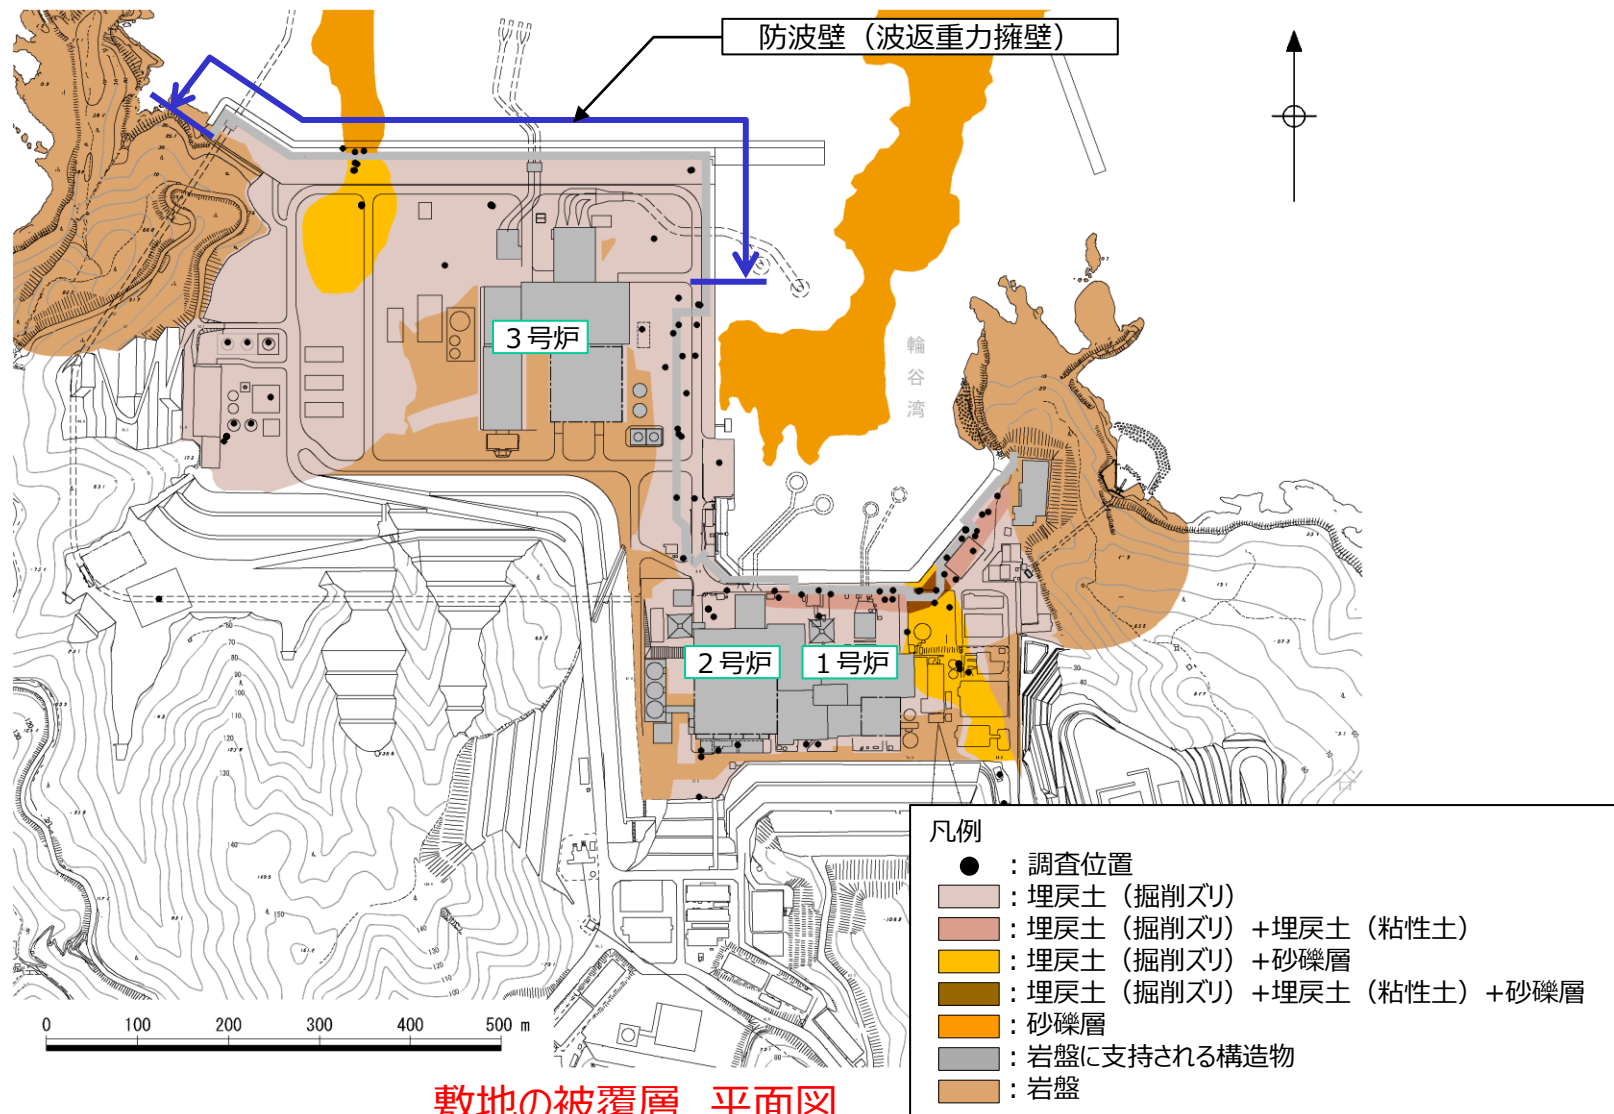 防波壁（波返重力擁壁）
輪谷湾
3号炉
2号炉
1号炉
谷
凡例
●：調査位置
：埋戻土（掘削ズリ）
：埋戻土（掘削ズリ）+埋戻土（粘性土）
：埋戻土（掘削ズリ）+砂礫層
：埋戻土（掘削ズリ）+埋戻土（粘性土）+砂礫層
：砂礫層
：岩盤に支持される構造物
：岩盤
0 100 200 300 400 500 m
敷地の被覆層 平面図